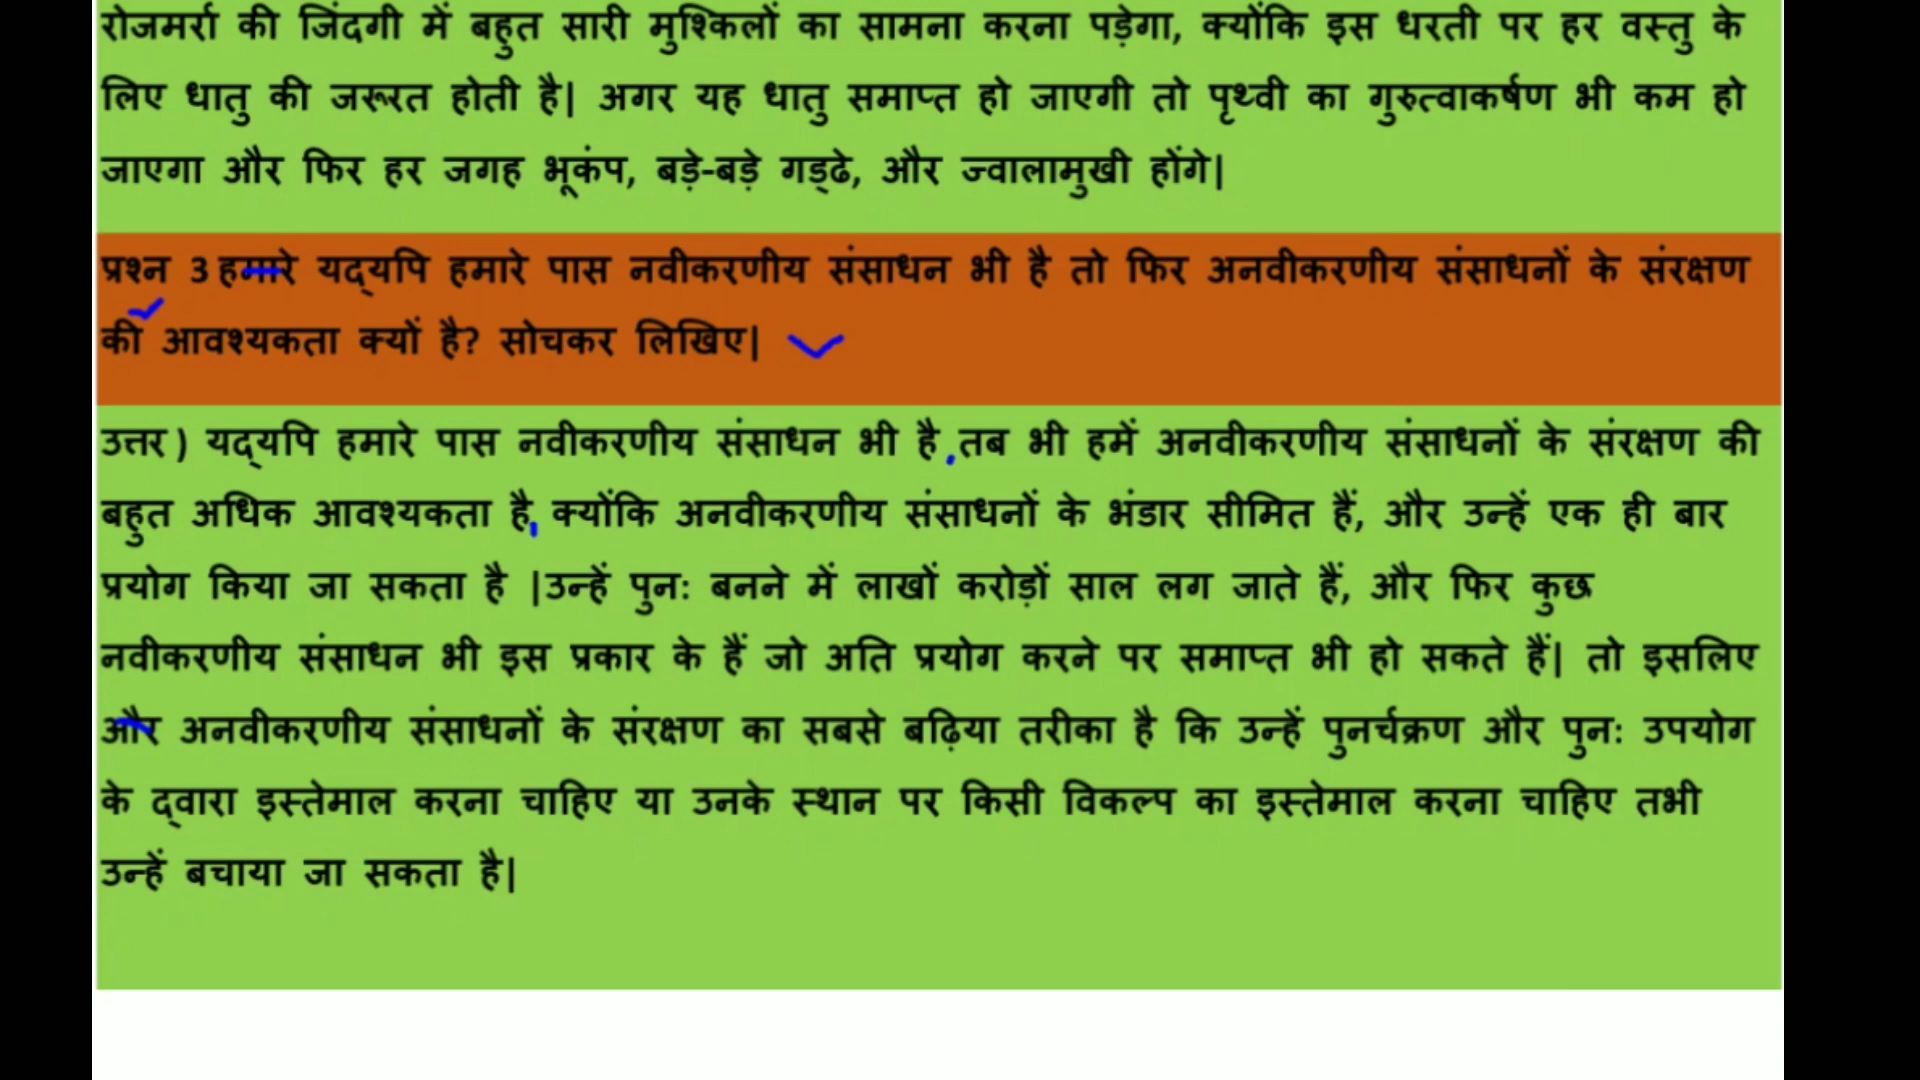 रोजमर्रा की जिंदगी में बहुत सारी मुश्किलों का सामना करना पड़ेगा, क्योंकि इस धरती पर हर वस्तु के
लिए धातु की जरूरत होती है| अगर यह धातु समाप्त हो जाएगी तो पृथ्वी का गुरुत्वाकर्षण भी कम हो
जाएगा और फिर हर जगह भूकंप, बड़े-बड़े गड्ढे, और ज्वालामुखी होंगे|
प्रश्न 3 हमारे यद्यपि हमारे पास नवीकरणीय संसाधन भी है तो फिर अनवीकरणीय संसाधनों के संरक्षण
की आवश्यकता क्यों है? सोचकर लिखिए|
उत्तर ) यद्यपि हमारे पास नवीकरणीय संसाधन भी है ,तब भी हमें अनवीकरणीय संसाधनों के संरक्षण की
बहुत अधिक आवश्यकता है, क्योंकि अनवीकरणीय संसाधनों के भंडार सीमित हैं, और उन्हें एक ही बार
प्रयोग किया जा सकता है |उन्हें पुन: बनने में लाखों करोड़ों साल लग जाते हैं, और फिर कुछ
नवीकरणीय संसाधन भी इस प्रकार के हैं जो अति प्रयोग करने पर समाप्त भी हो सकते हैं| तो इसलिए
और अनवीकरणीय संसाधनों के संरक्षण का सबसे बढ़िया तरीका है कि उन्हें पुनर्चक्रण और पुन: उपयोग
के द्वारा इस्तेमाल करना चाहिए या उनके स्थान पर किसी विकल्प का इस्तेमाल करना चाहिए तभी
उन्हें बचाया जा सकता है|